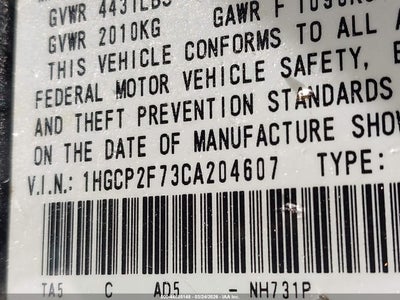 GVWR 4431LBS GAWR F
GVWR 2010KG
THIS VEHICLE CONFORMS TO ALL
FEDERAL MOTOR VEHICLE SAFETY,
AND THEFT PREVENTION STANDARDS
ON THE DATE OF MANUFACTURE SHO
V.I.N.: 1HGCP2F73CA204607 TYPE:
TA5 C AD5 - NH731P